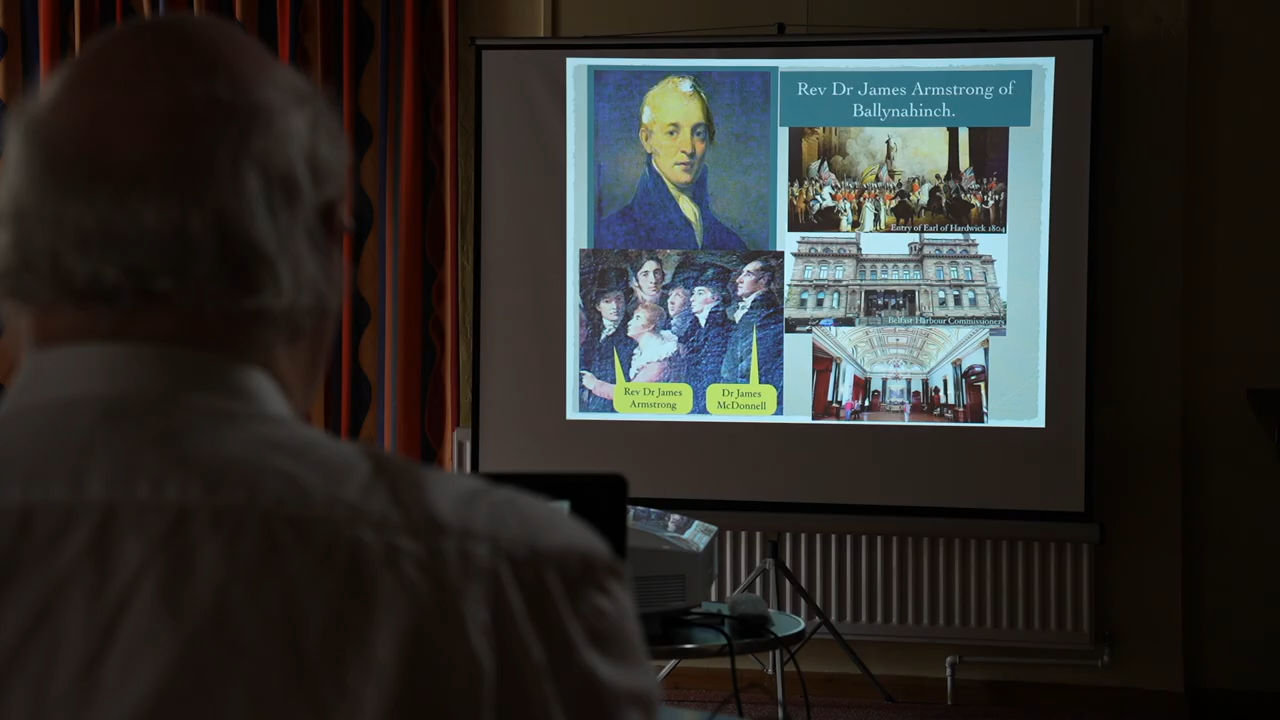 Rev Dr James Armstrong of
Ballynahinch.
Entry of Earl of Hardwick 1804
Belfast Harbour Commissioners
Rev Dr James
Armstrong
Dr James
McDonnell